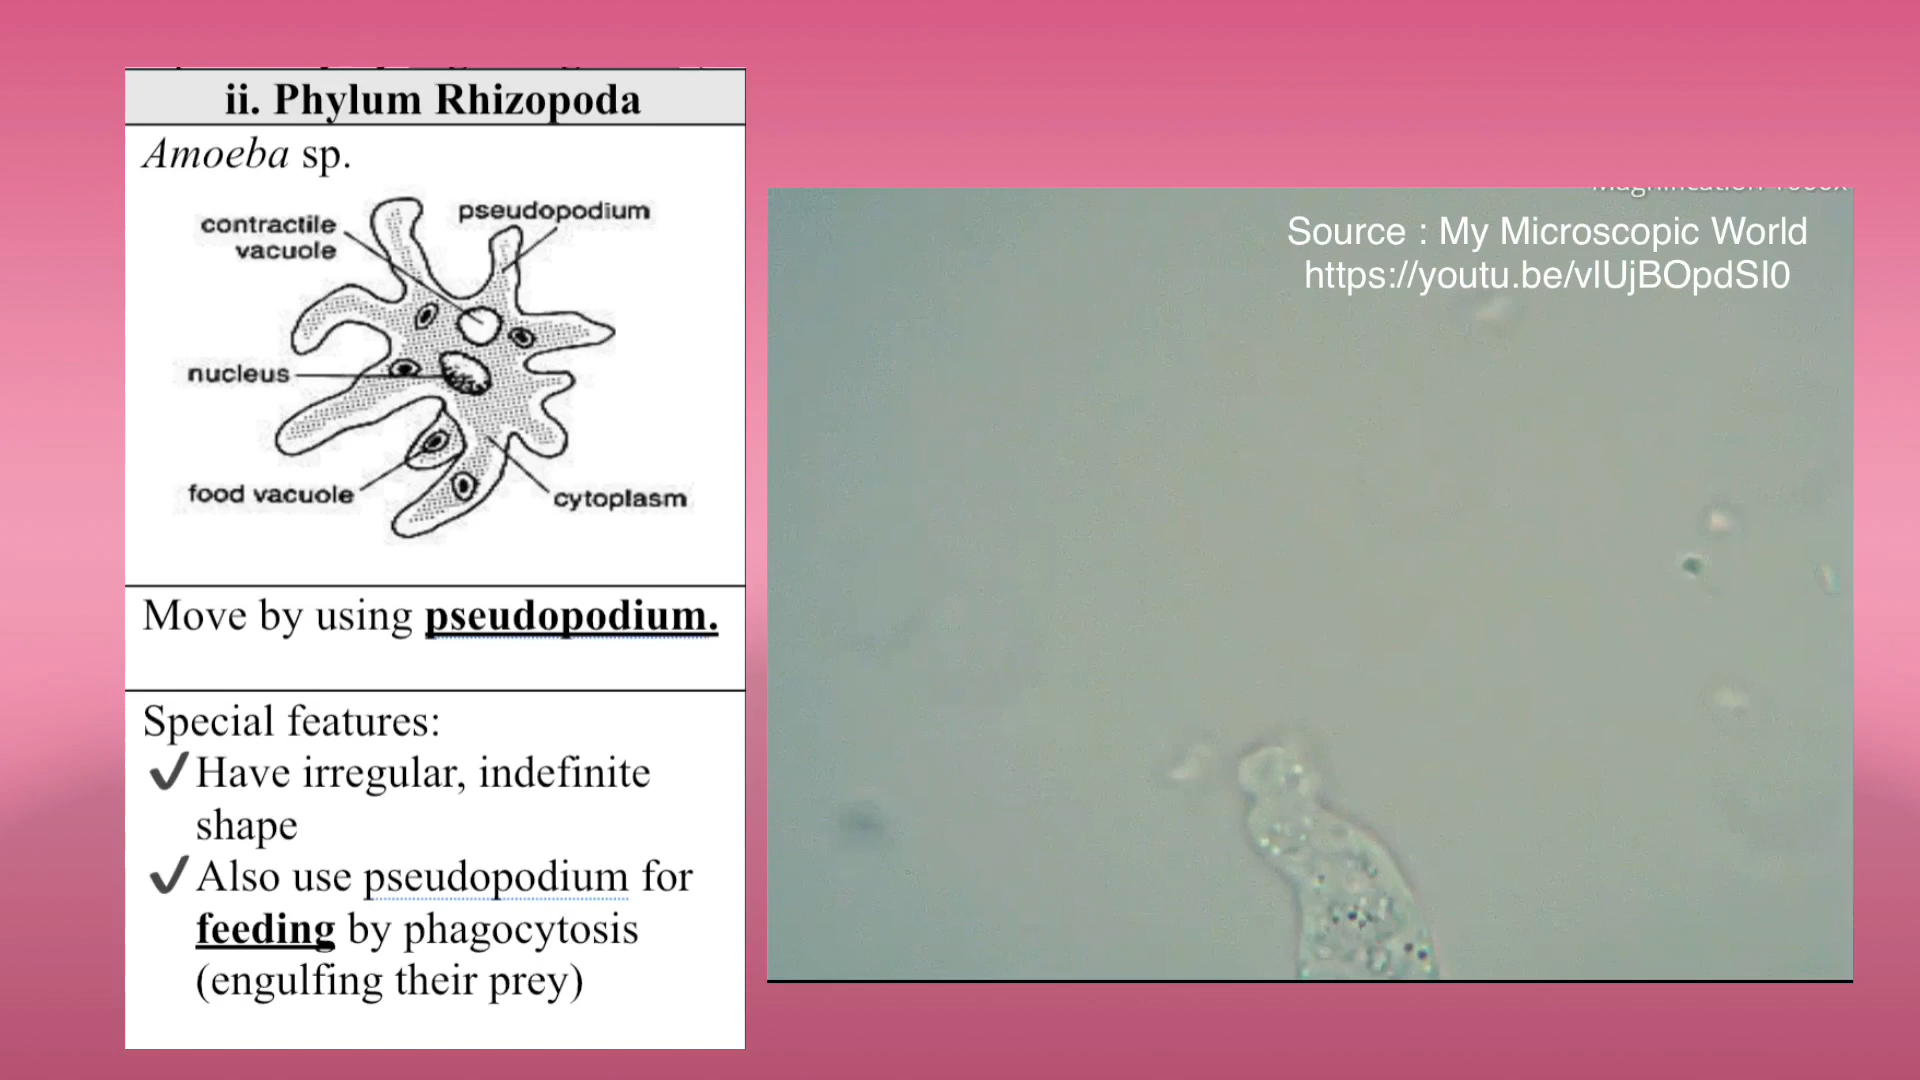 ii. Phylum Rhizopoda
Amoeba sp.
contractile
vacuole
pseudopodium
nucleus
food vacuole
cytoplasm
Move by using pseudopodium.
Special features:
✔Have irregular, indefinite
shape
✔Also use pseudopodium for
feeding by phagocytosis
(engulfing their prey)
Source : My Microscopic World
https://youtu.be/vlUjBOpdSI0